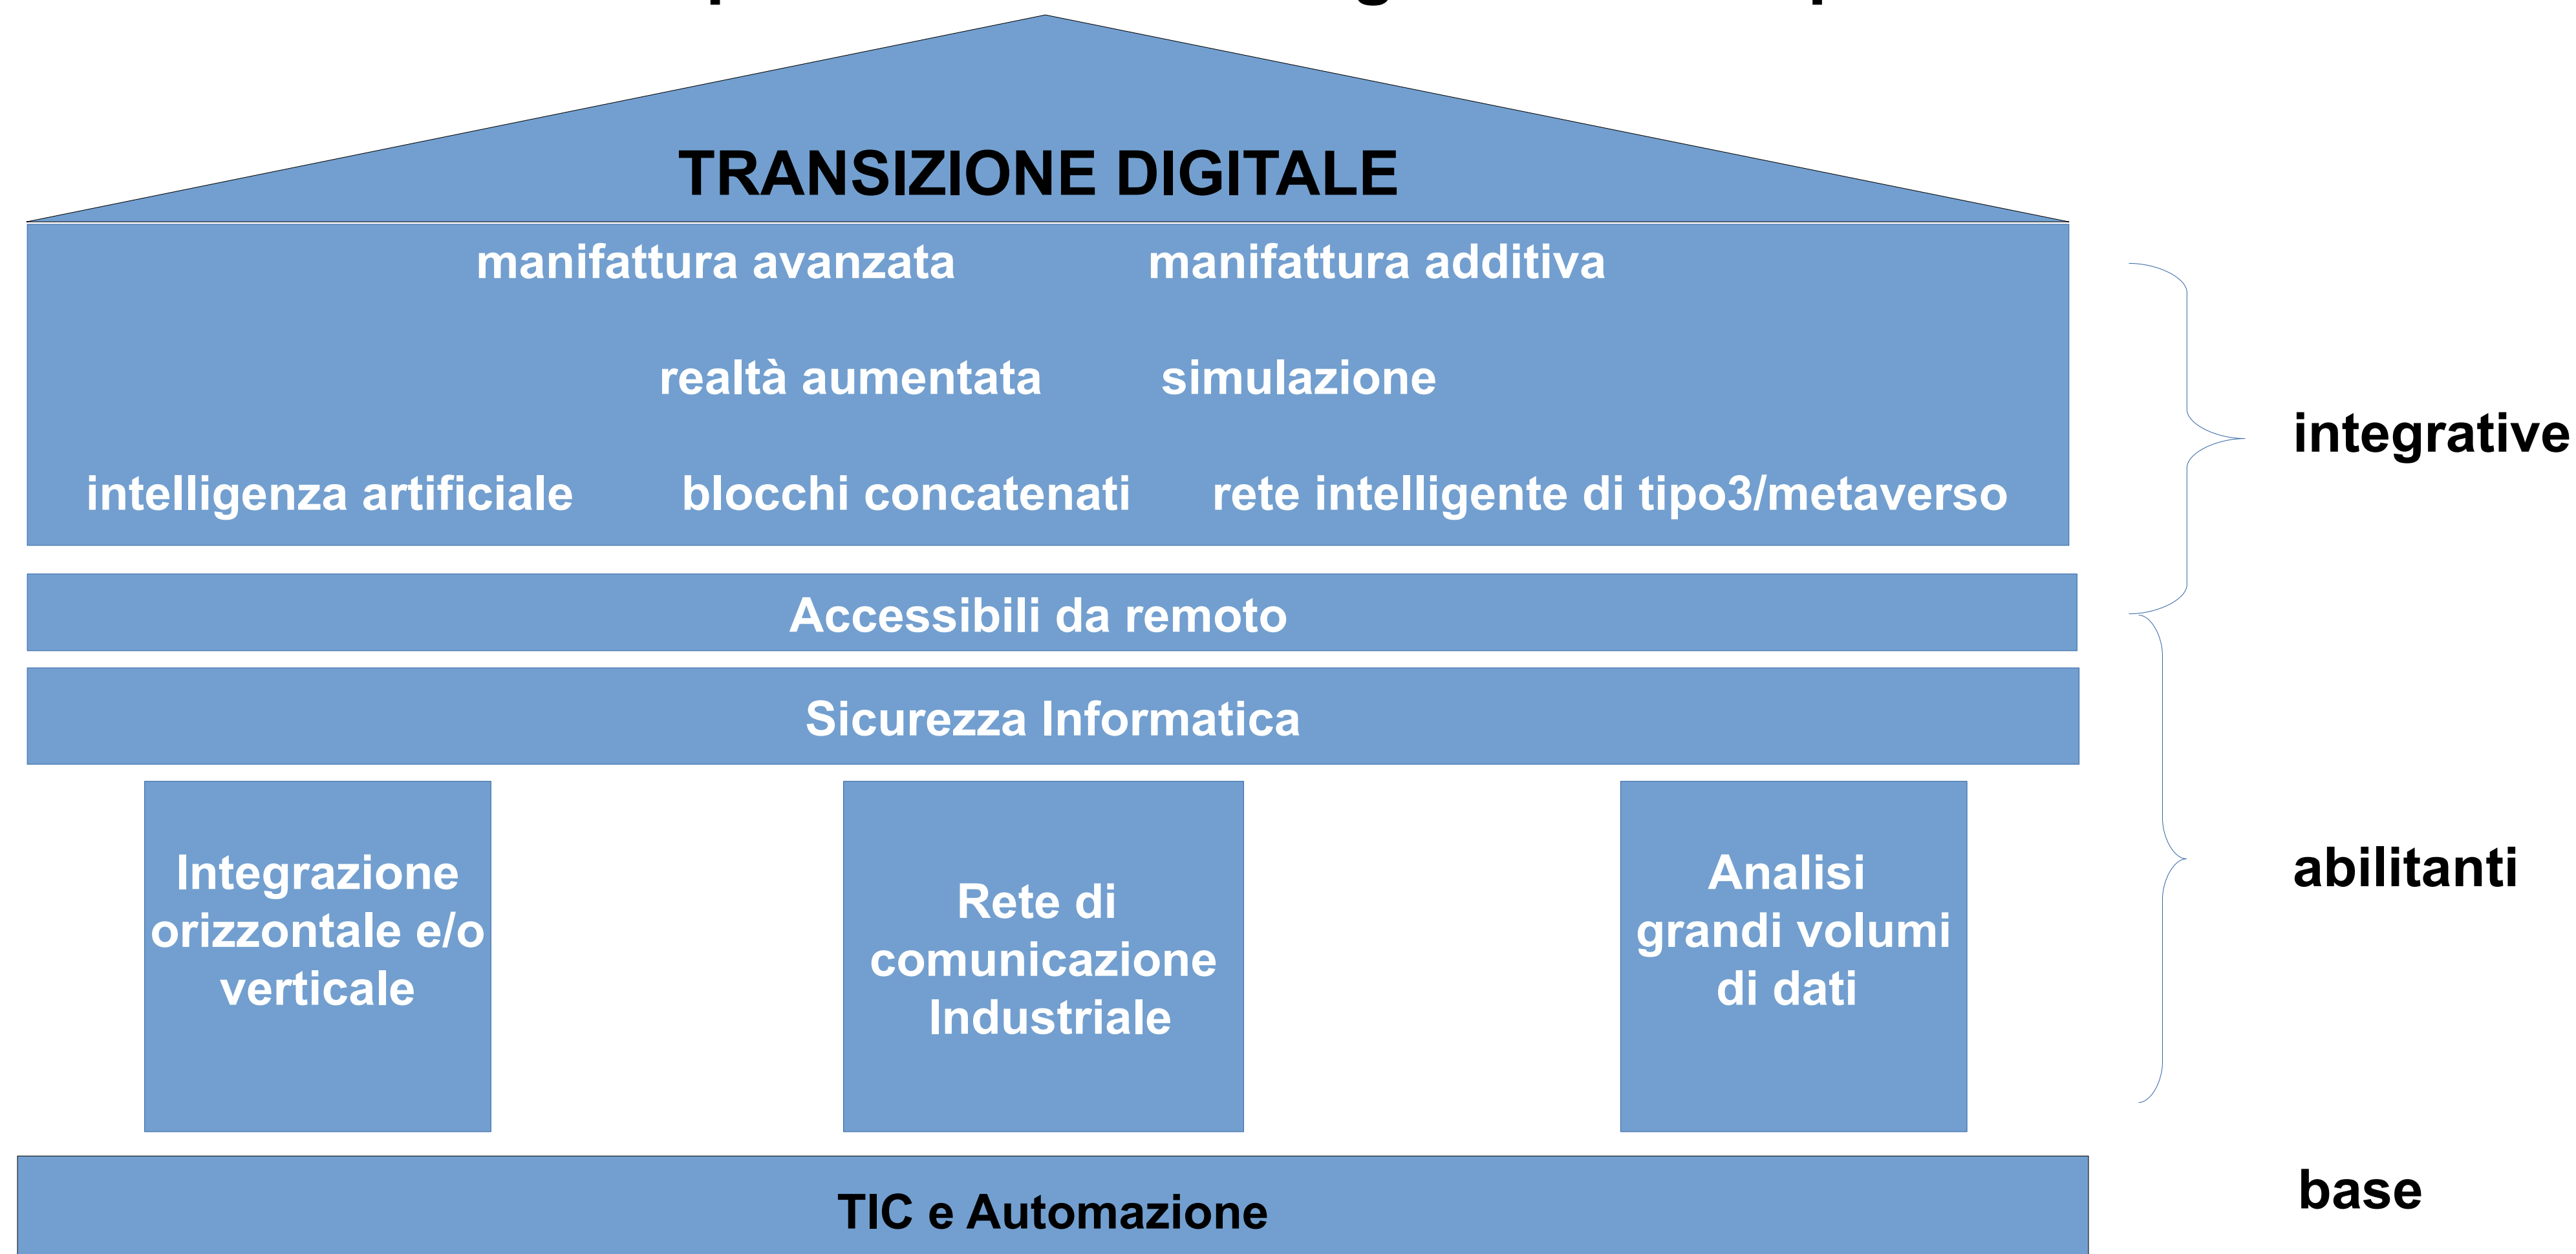 TRANSIZIONE DIGITALE
manifattura avanzata manifattura additiva
realtà aumentata simulazione
intelligenza artificiale blocchi concatenati rete intelligente di tipo3/metaverso
integrative
Accessibili da remoto
Sicurezza Informatica
Integrazione
orizzontale e/o
verticale
Rete di
comunicazione
Industriale
Analisi
grandi volumi
di dati
abilitanti
TIC e Automazione
base